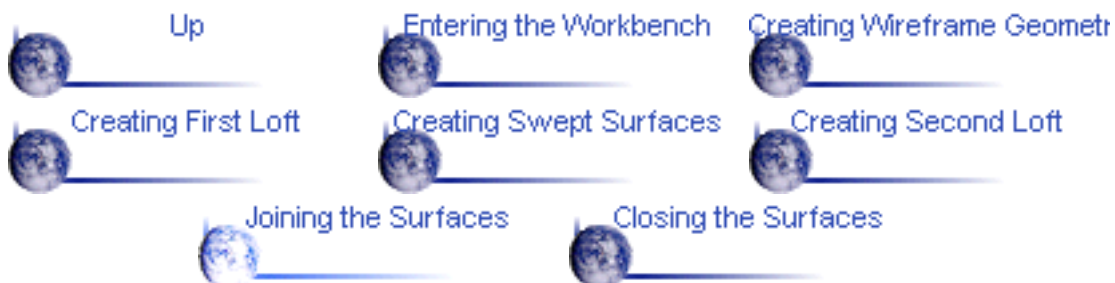 Up Entering the Workbench Creating Wireframe Geometr
Creating First Loft Creating Swept Surfaces Creating Second Loft
Joining the Surfaces Closing the Surfaces